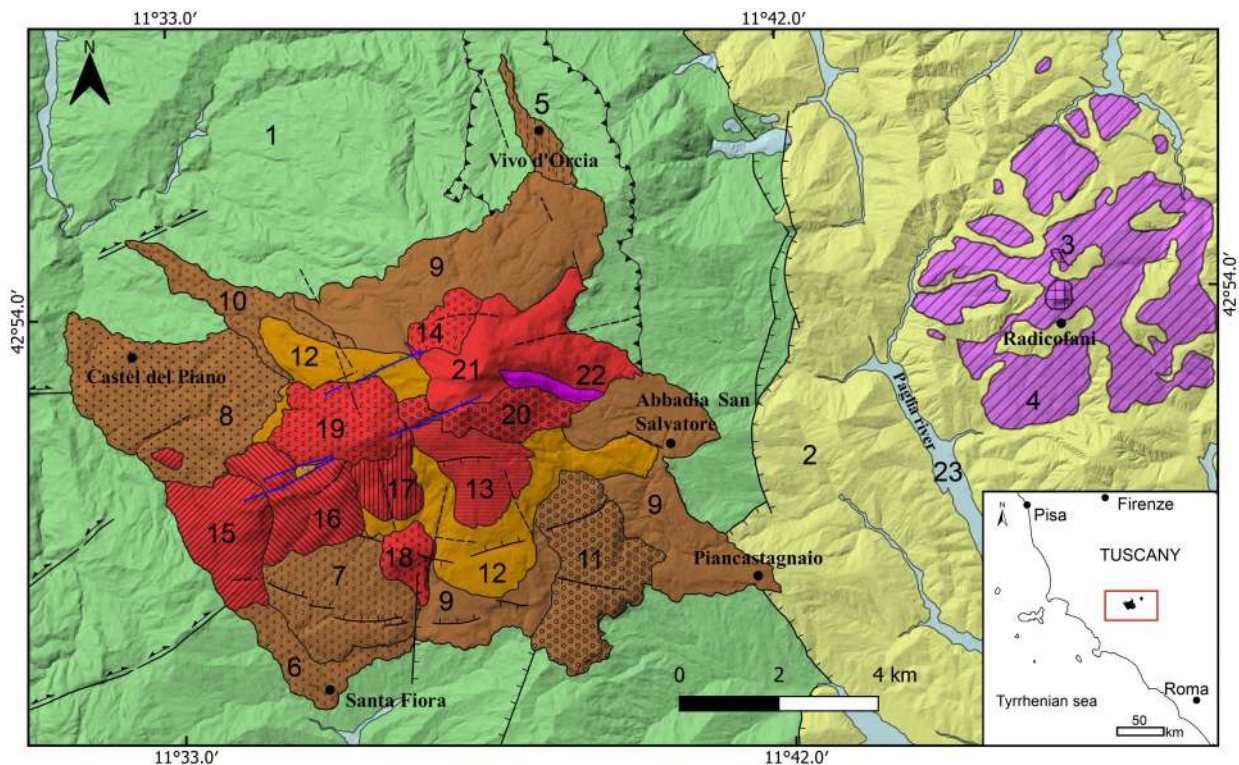 11°33.0'
11°42.0'
N
5
1
Vivo d'Orcia
3
9
42°54.0'
42°54.0'
10
14
12
Radicofani
Castel del Piano
21
22
4
Abbadia San
Salvatore
20
8
19
Paglia river
2
13
17
23
9
15
16
Firenze
N
Pisa
TUSCANY
18
11
Piancastagnaio
7
12
9
6
0 2 4 km
Santa Fiora
Roma
Tyrrhenian sea
50
km
11°33.0'
11°42.0'